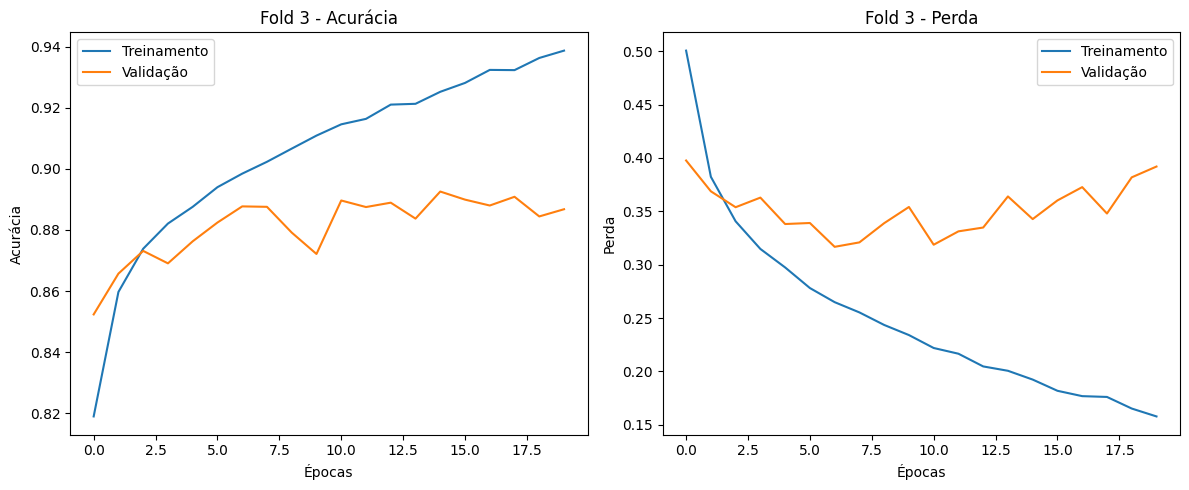 Fold 3 - Acurácia
Treinamento
Validação
0.94
0.92
0.90
0.88
0.86
0.84
0.82
Acurácia
0.0 2.5 5.0 7.5 10.0 12.5 15.0 17.5
Épocas
Fold 3 - Perda
Treinamento
Validação
0.50
0.45
0.40
0.35
0.30
0.25
0.20
0.15
Perda
0.0 2.5 5.0 7.5 10.0 12.5 15.0 17.5
Épocas